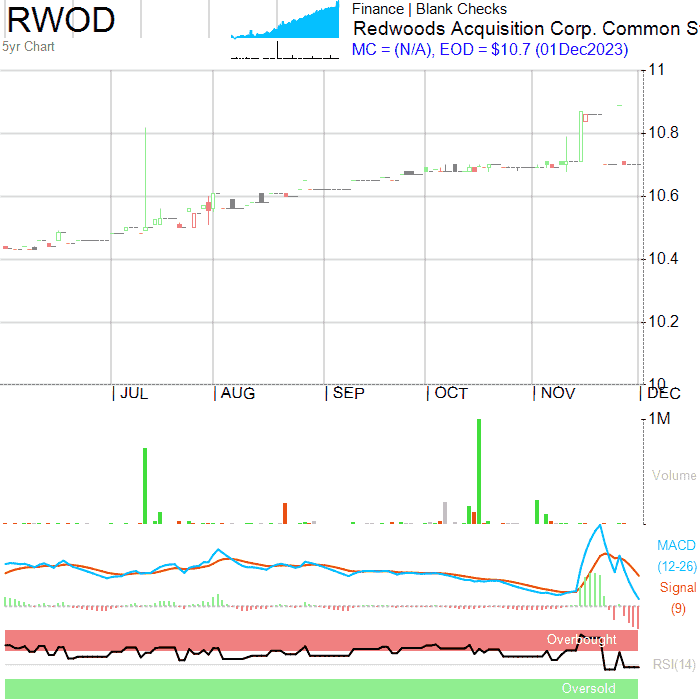 RWOD
5yr Chart
Finance | Blank Checks
Redwoods Acquisition Corp. Common S
MC = (N/A), EOD = $10.7 (01Dec2023)
11
10.8
10.6
10.4
10.2
10
| JUL | AUG | SEP | OCT | NOV | DEC
1M
Volume
MACD
(12-26)
Signal
(9)
Overbought
RSI(14)
Oversold